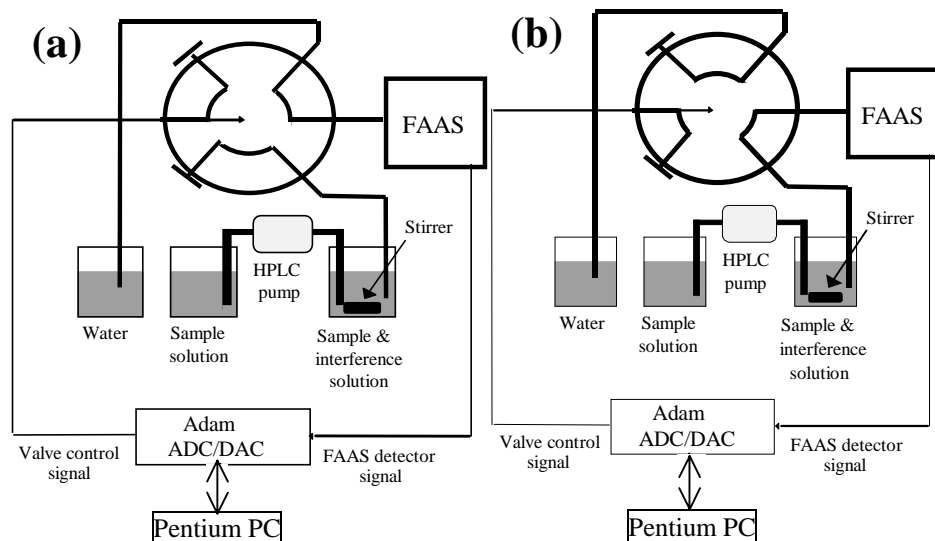 (a)
FAAS
Stirrer
HPLC
pump
Water
Sample
solution
Sample &
interference
solution
Adam
ADC/DAC
Valve control
signal
FAAS detector
signal
Pentium PC
(b)
FAAS
Stirrer
HPLC
pump
Water
Sample
solution
Sample &
interference
solution
Adam
ADC/DAC
Valve control
signal
FAAS detector
signal
Pentium PC